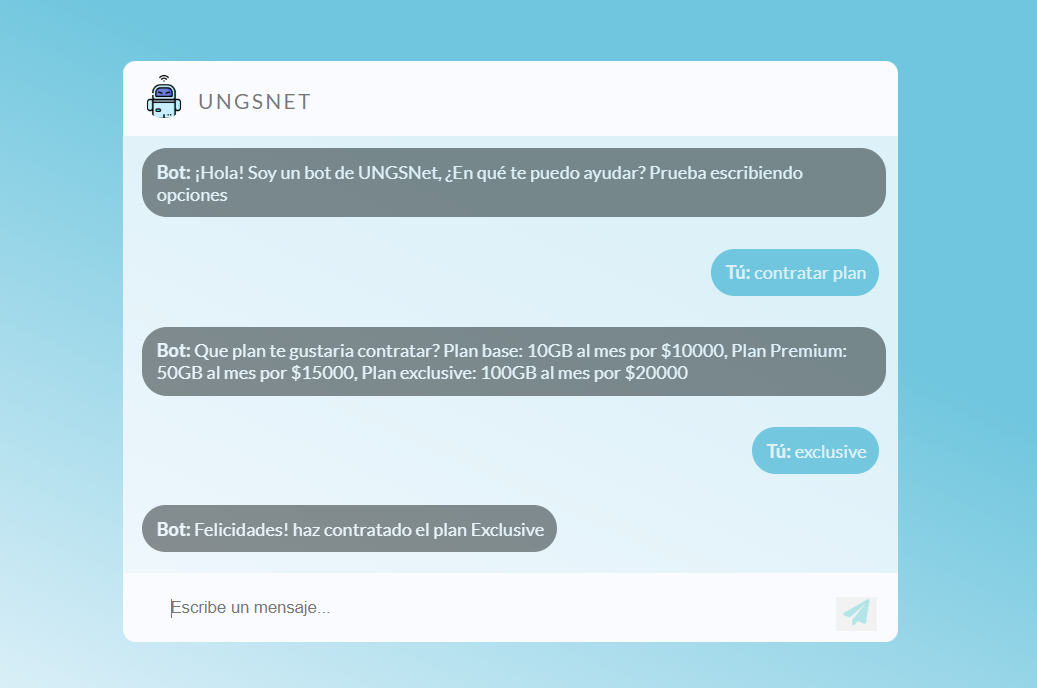 UNGSNET
Bot: ¡Hola! Soy un bot de UNGSNet, ¿En qué te puedo ayudar? Prueba escribiendo
opciones
Tú: contratar plan
Bot: Que plan te gustaria contratar? Plan base: 10GB al mes por $10000, Plan Premium:
50GB al mes por $15000, Plan exclusive: 100GB al mes por $20000
Tú: exclusive
Bot: Felicidades! haz contratado el plan Exclusive
Escribe un mensaje...